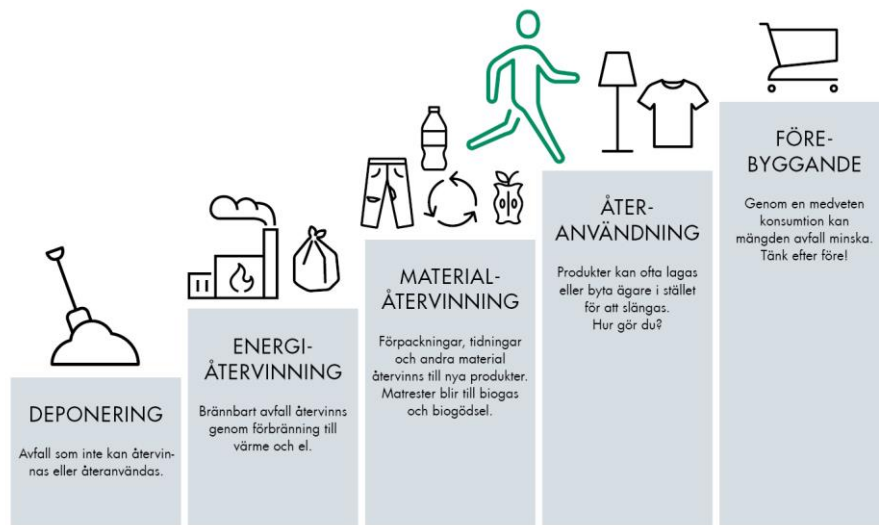 DEPONERING
Avfall som inte kan återvin-
nas eller återanvändas.
ENERGI-
ÅTERVINNING
Brännbart avfall återvinns
genom förbränning till
värme och el.
MATERIAL-
ÅTERVINNING
Förpackningar, tidningar
och andra material
återvinns till nya produkter.
Matrester blir till biogas
och biogödsel.
ÅTER-
ANVÄNDNING
Produkter kan ofta lagas
eller byta ägare i stället
för att slängas.
Hur gör du?
FÖRE-
BYGGANDE
Genom en medveten
konsumtion kan
mängden avfall minska.
Tänk efter före!